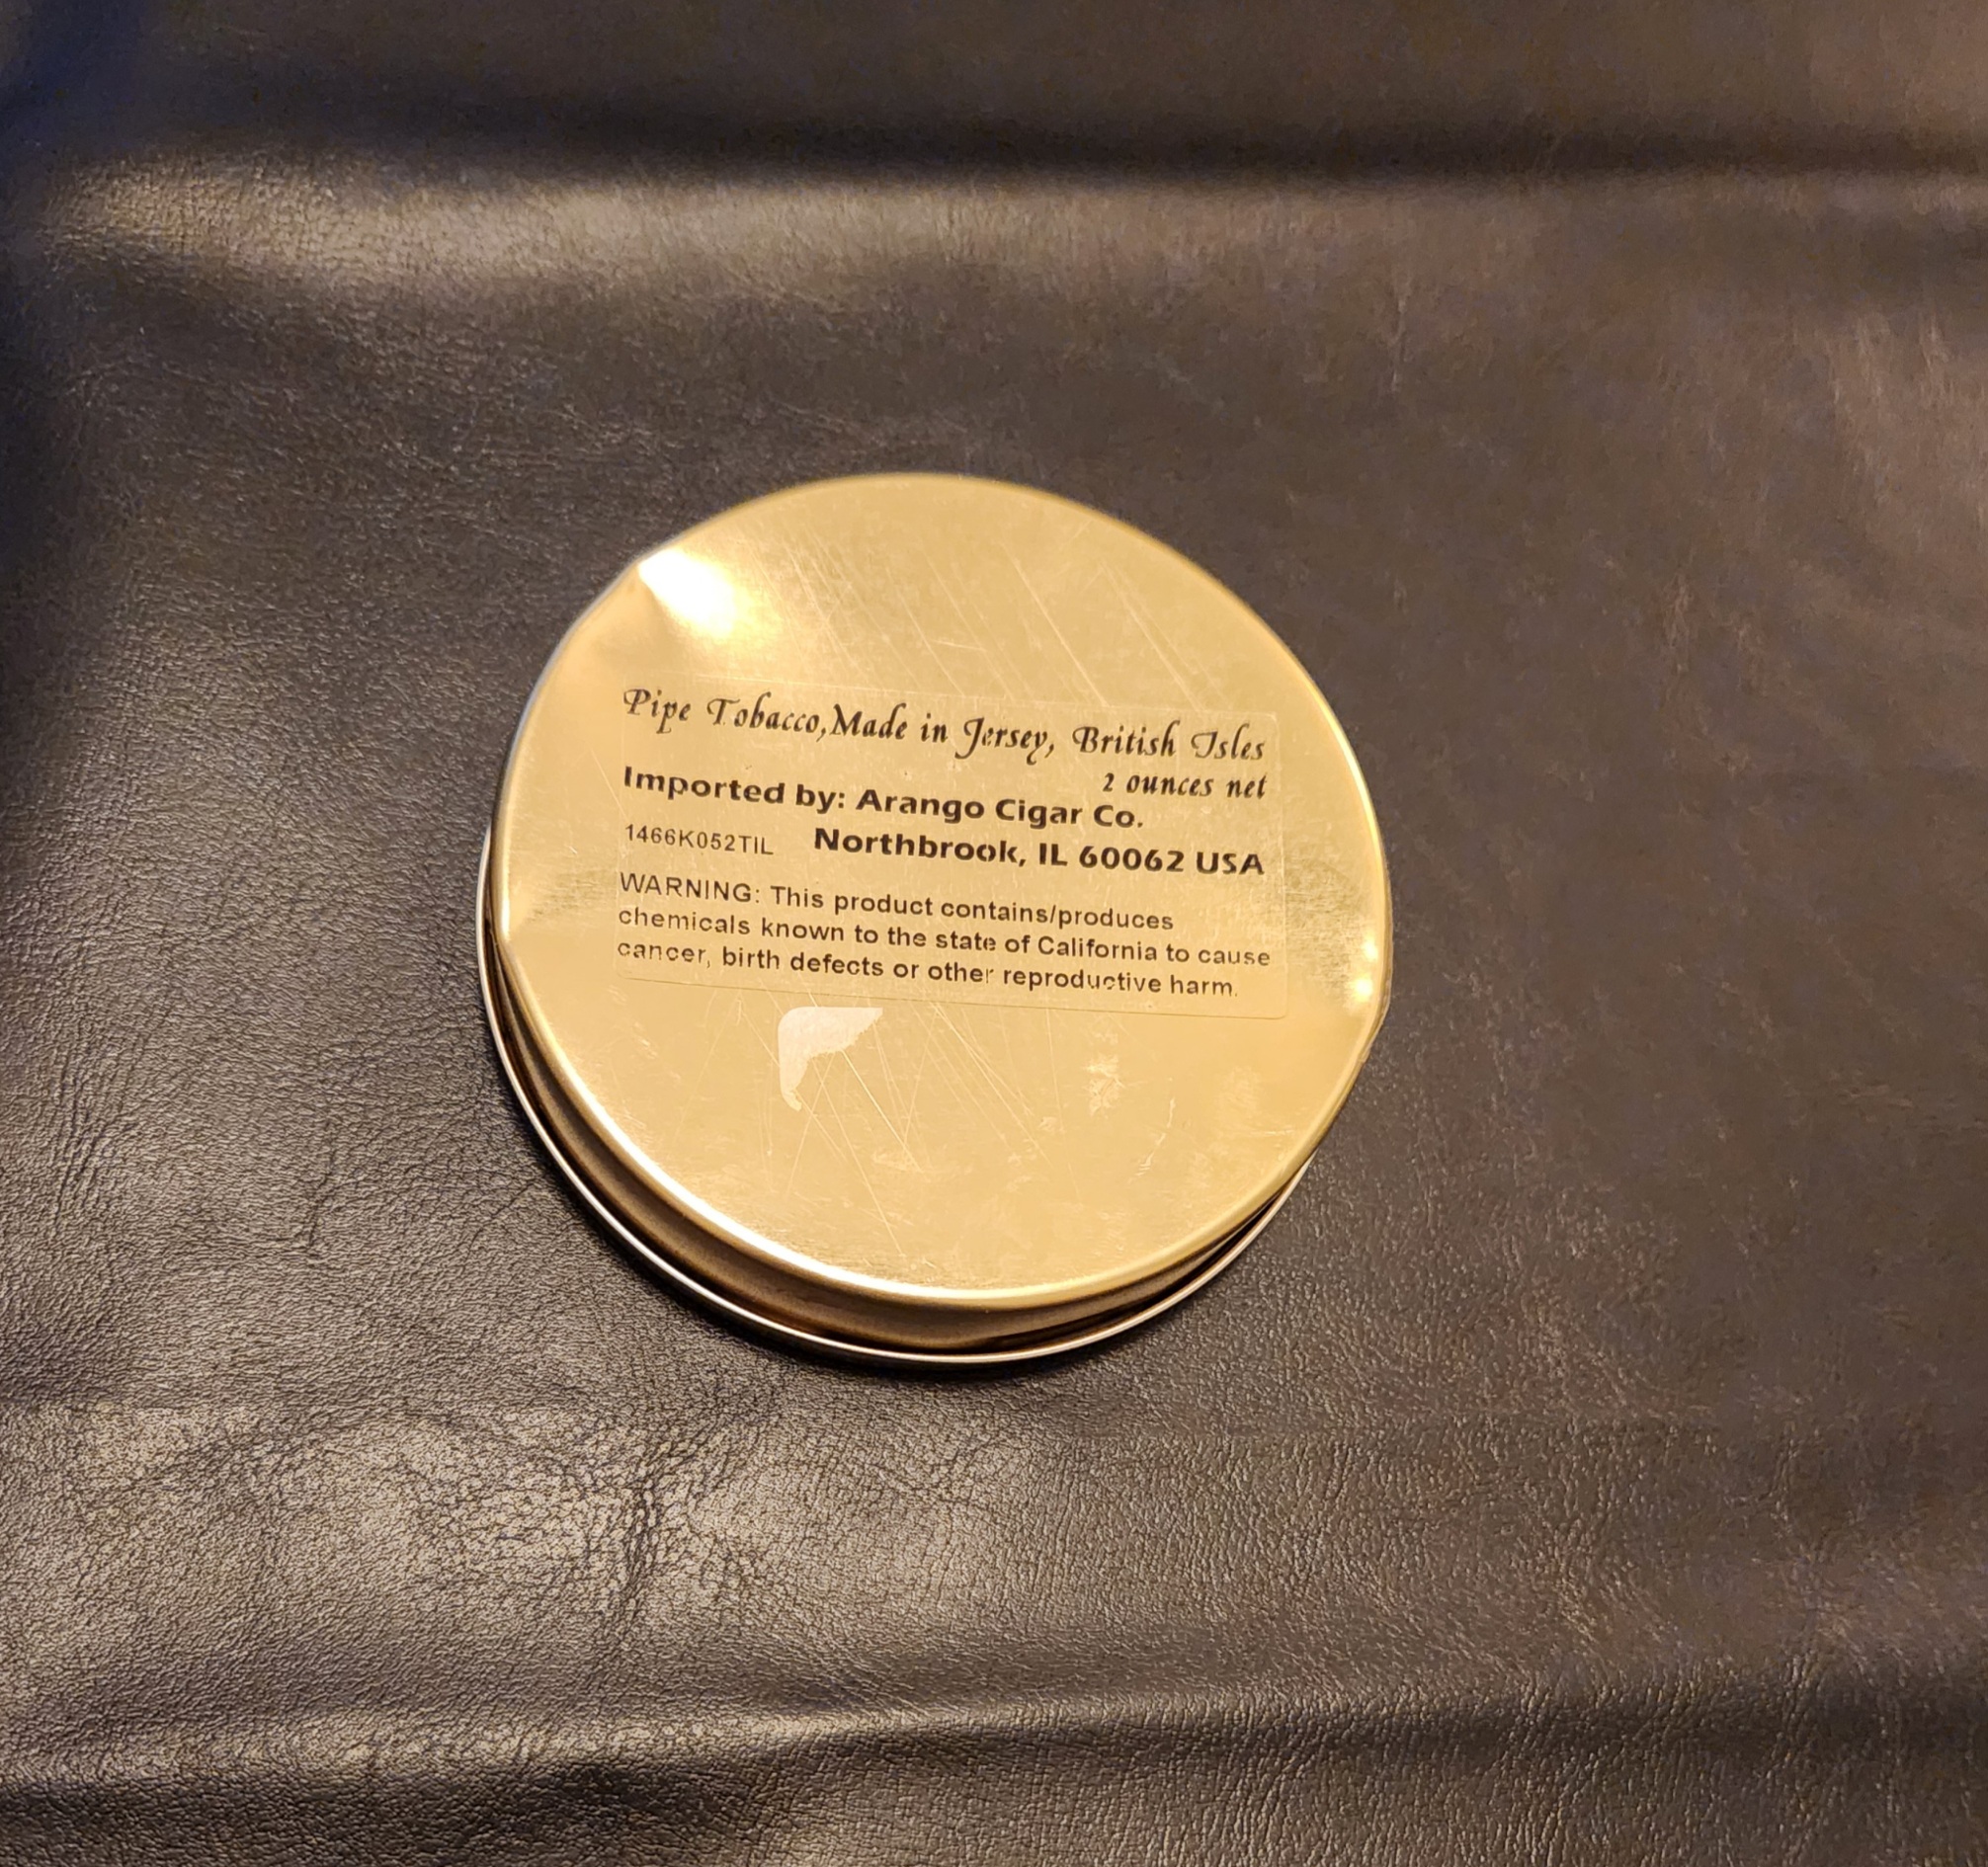 Pipe Tobacco,Made in Jersey, British Isles
2 ounces net
Imported by: Arango Cigar Co.
1466K052TIL Northbrook, IL 60062 USA
WARNING: This product contains/produces
chemicals known to the state of California to cause
cancer, birth defects or other reproductive harm.